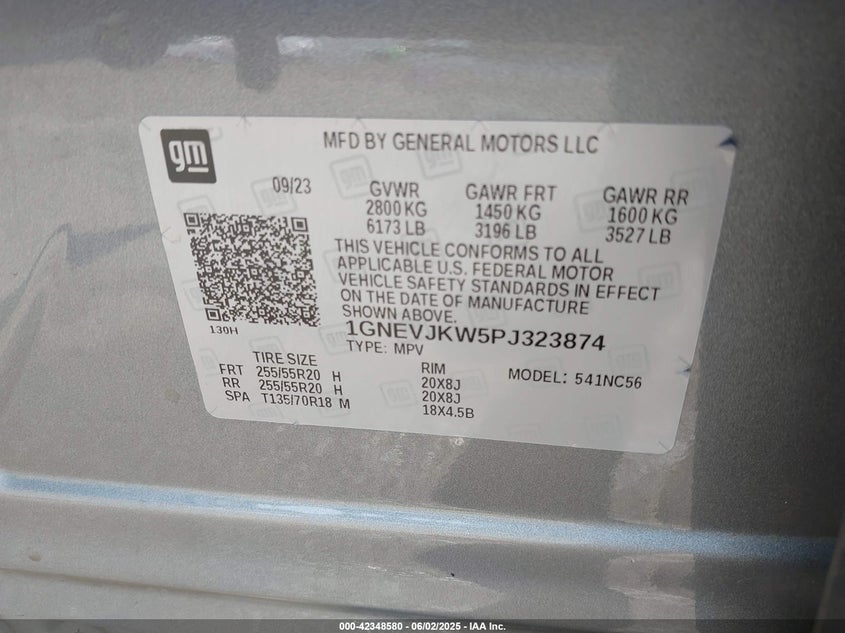 gm
MFD BY GENERAL MOTORS LLC
09/23
GVWR GAWR FRT GAWR RR
2800 KG 1450 KG 1600 KG
6173 LB 3196 LB 3527 LB
THIS VEHICLE CONFORMS TO ALL
APPLICABLE U.S. FEDERAL MOTOR
VEHICLE SAFETY STANDARDS IN EFFECT
ON THE DATE OF MANUFACTURE
SHOWN ABOVE.
130H
1GNEVJKW5PJ323874
TYPE: MPV
TIRE SIZE RIM MODEL: 541NC56
FRT 255/55R20 H 20X8J
RR 255/55R20 H 20X8J
SPA T135/70R18 M 18X4.5B
000-42348580 - 06/02/2025 - IAA Inc.